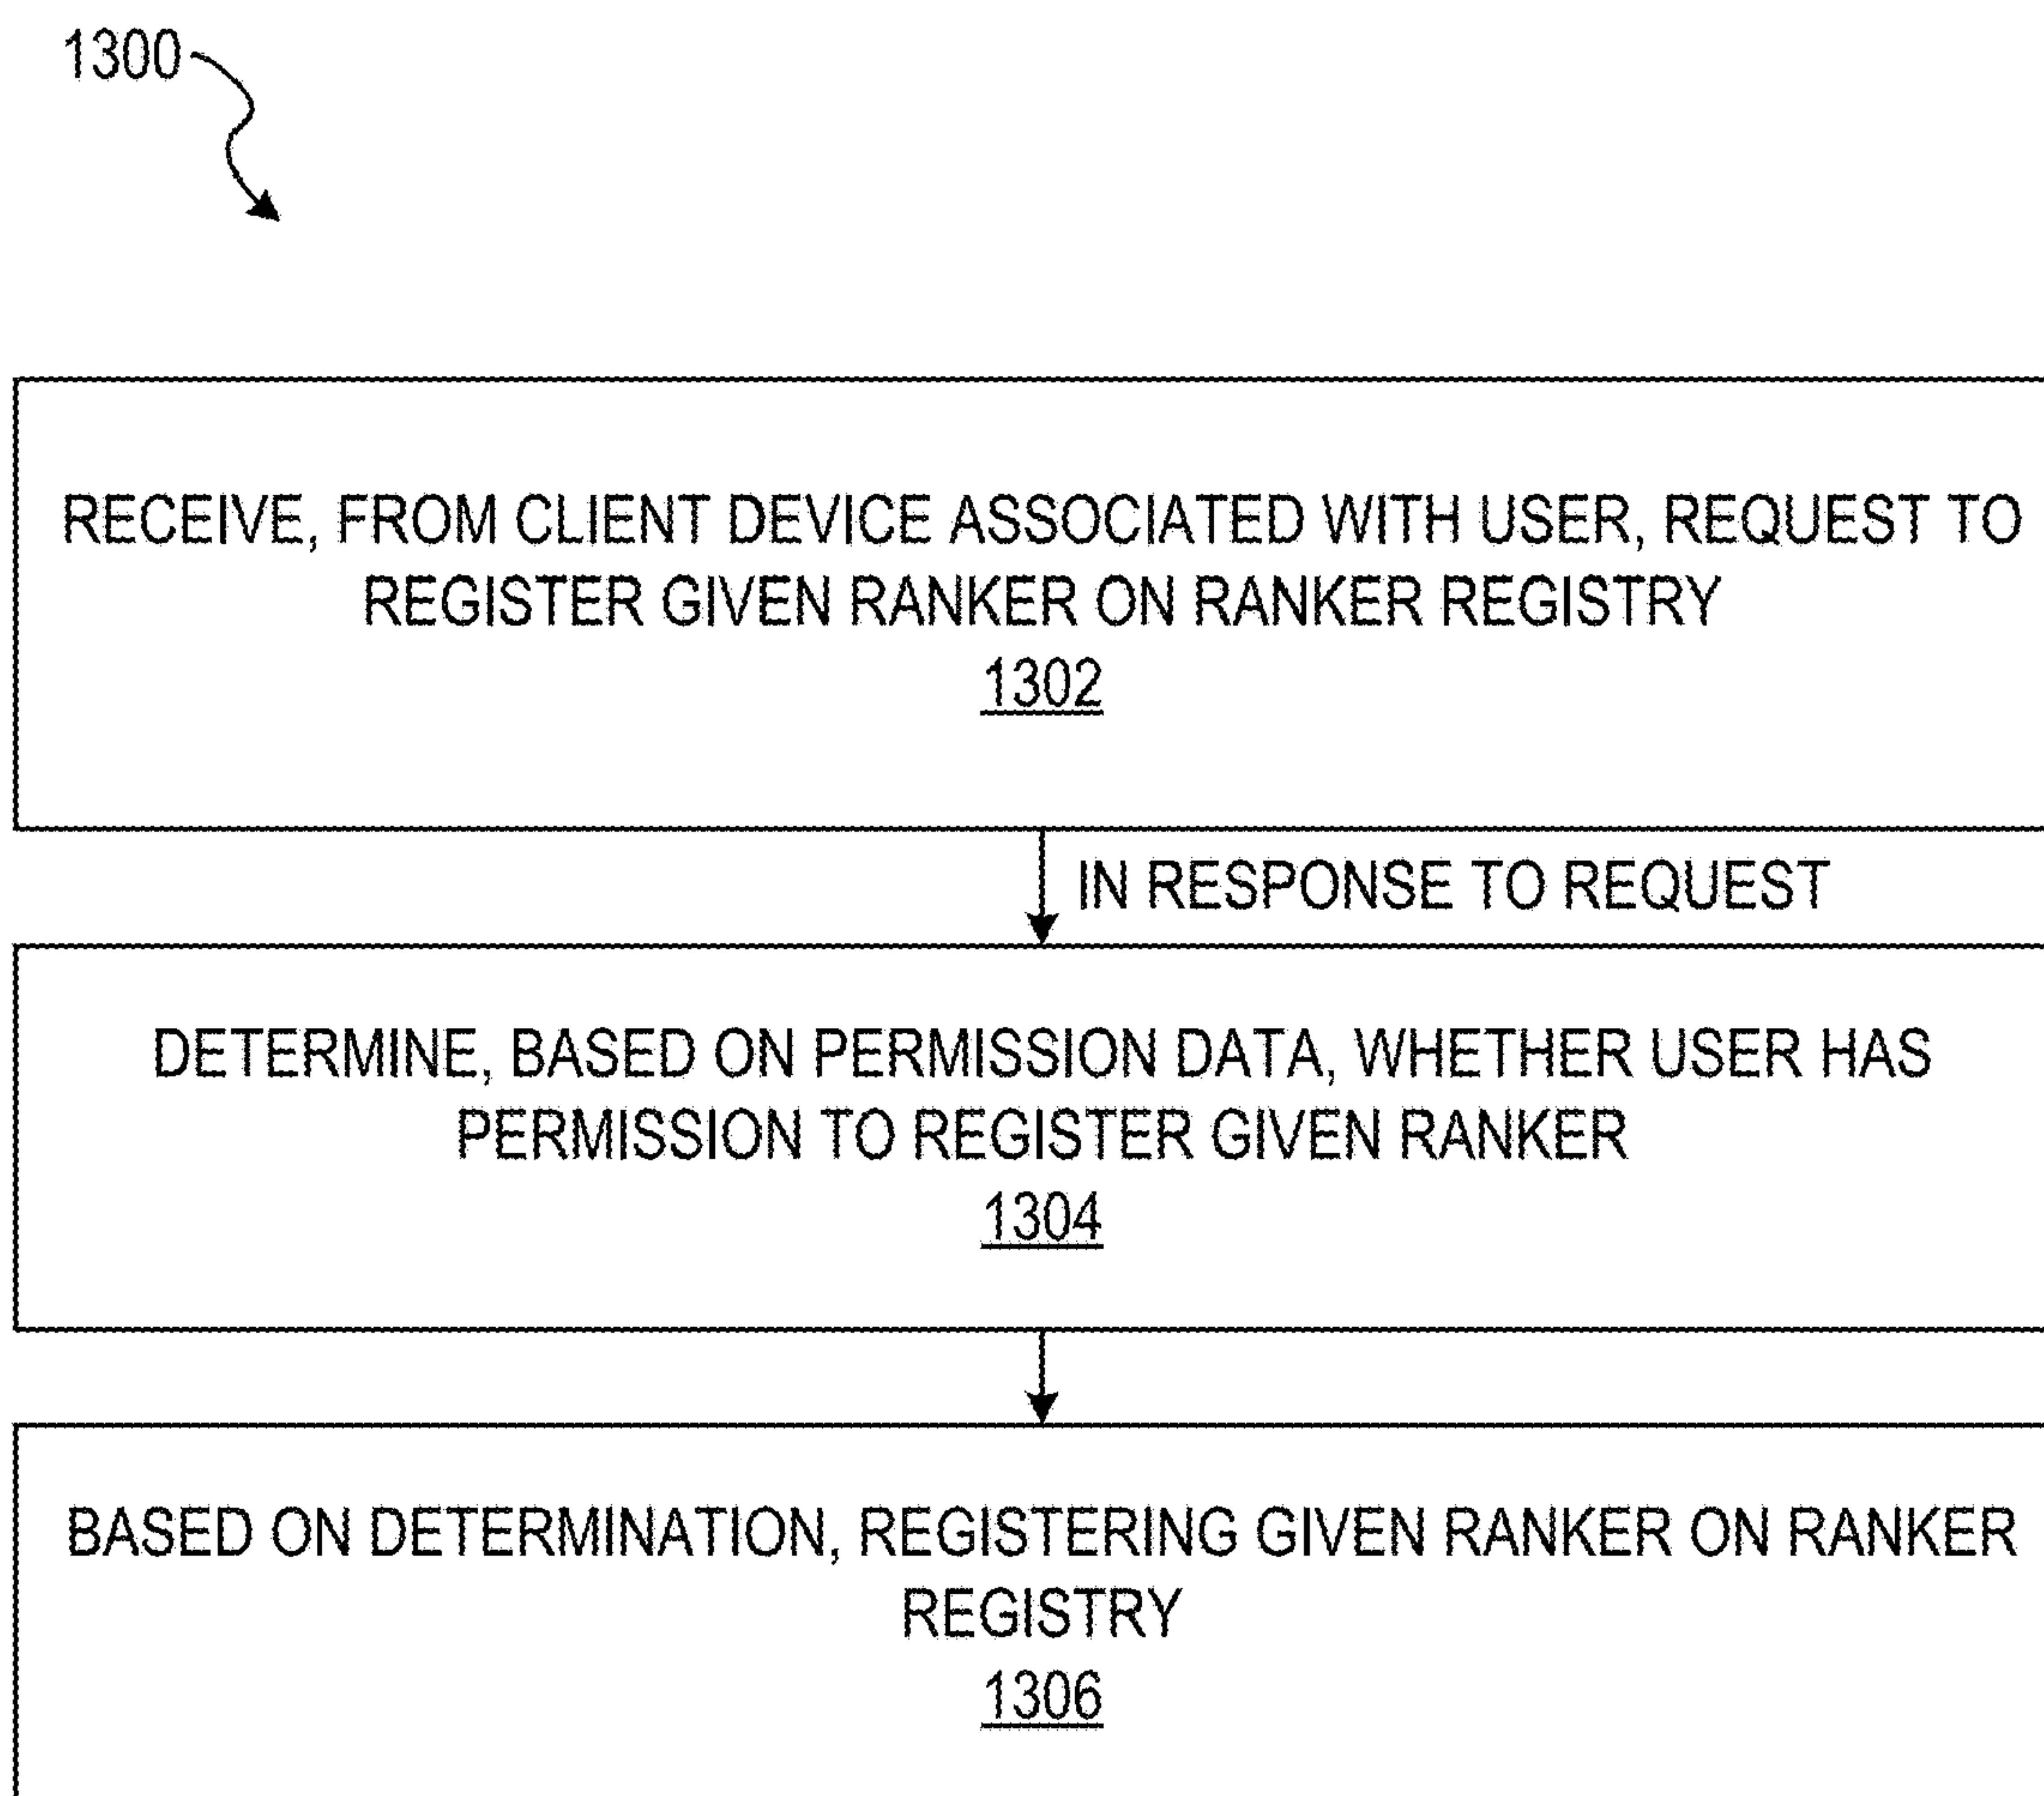 1300
RECEIVE, FROM CLIENT DEVICE ASSOCIATED WITH USER, REQUEST TO
REGISTER GIVEN RANKER ON RANKER REGISTRY
1302
IN RESPONSE TO REQUEST
DETERMINE, BASED ON PERMISSION DATA, WHETHER USER HAS
PERMISSION TO REGISTER GIVEN RANKER
1304
BASED ON DETERMINATION, REGISTERING GIVEN RANKER ON RANKER
REGISTRY
1306